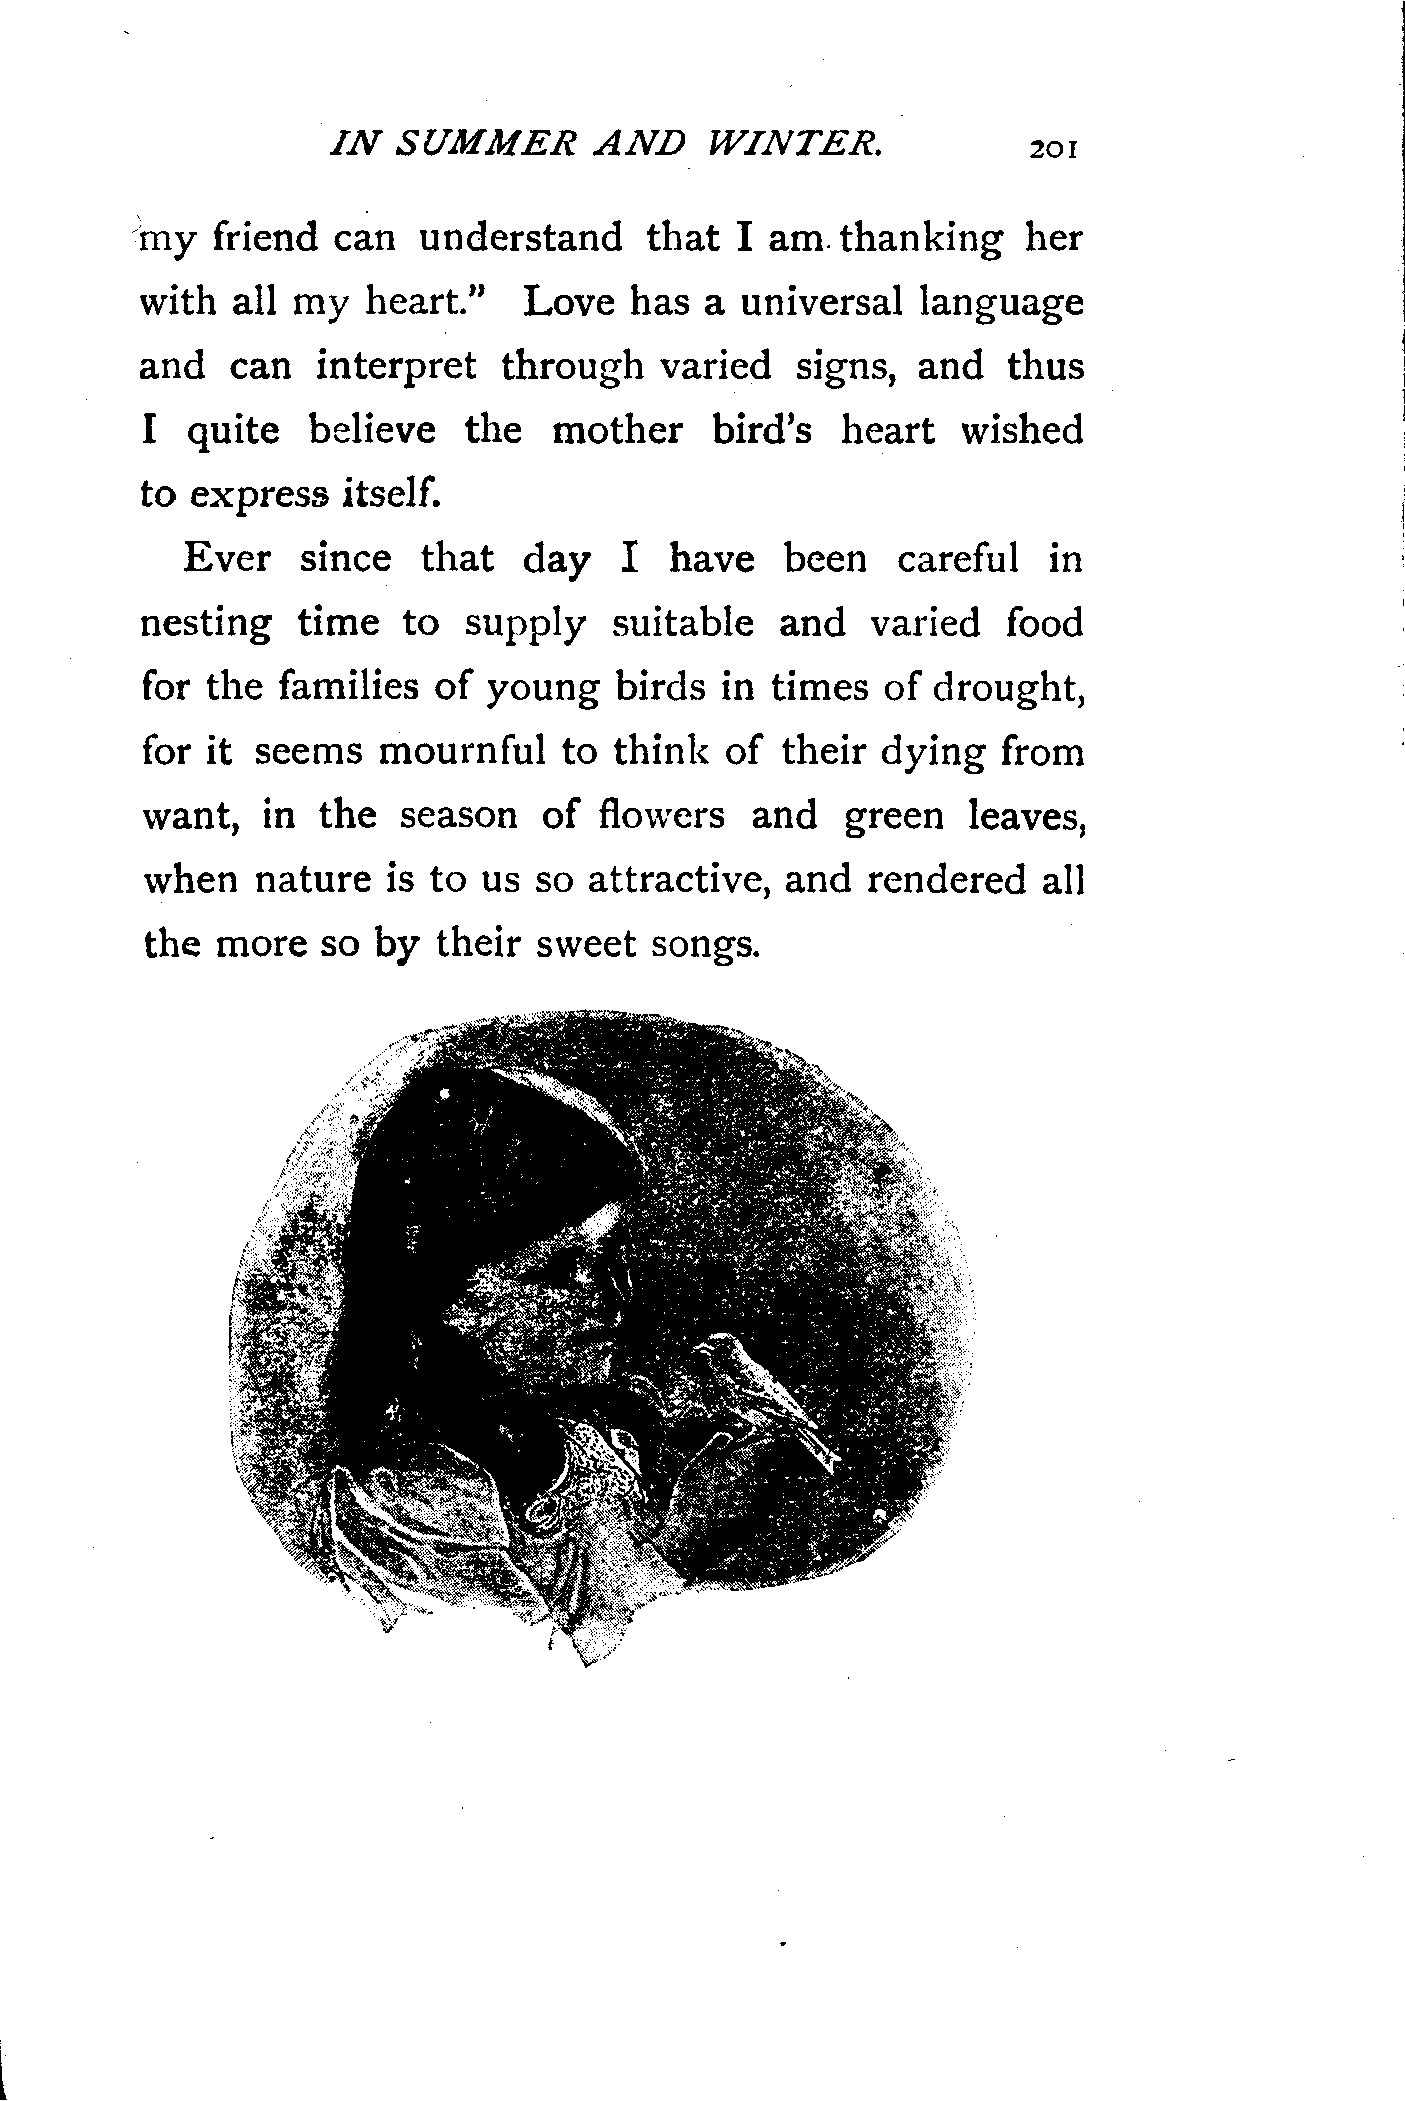 IN SUMMER AND WINTER. 201
my friend can understand that I am thanking her
with all my heart." Love has a universal language
and can interpret through varied signs, and thus
I quite believe the mother bird's heart wished
to express itself.
Ever since that day I have been careful in
nesting time to supply suitable and varied food
for the families of young birds in times of drought,
for it seems mournful to think of their dying from
want, in the season of flowers and green leaves,
when nature is to us so attractive, and rendered all
the more so by their sweet songs.